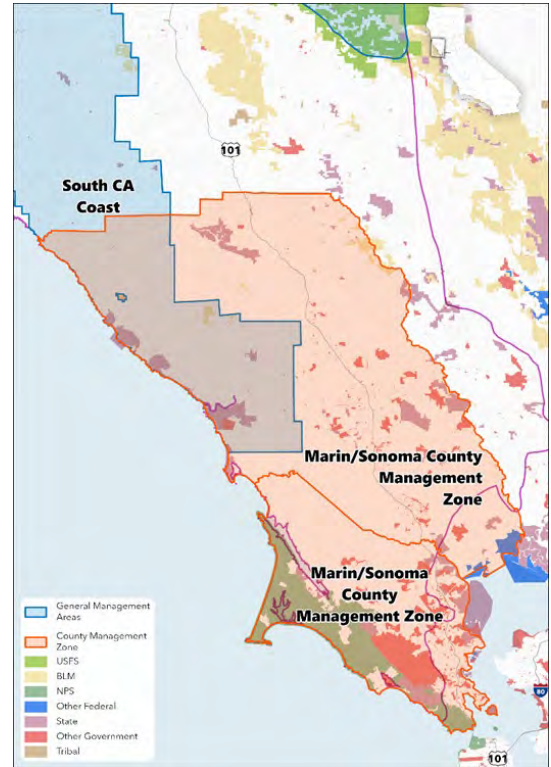 101
South CA
Coast
Marin/Sonoma County
Management
Zone
Marin/Sonoma
County
Management Zone
General Management
Areas
County Management
Zone
USFS
BLM
NPS
Other Federal
State
Other Government
Tribal
80
101